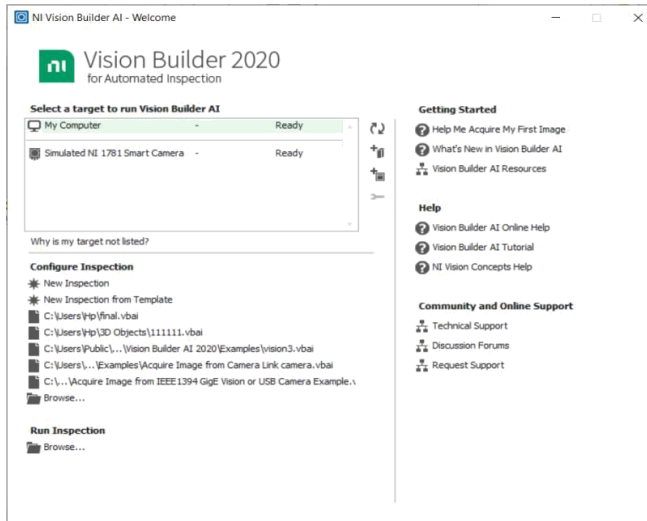 NI Vision Builder AI - Welcome
ni
Vision Builder 2020
for Automated Inspection
Select a target to run Vision Builder AI
My Computer - Ready
Simulated NI 1781 Smart Camera - Ready
Why is my target not listed?
Configure Inspection
New Inspection
New Inspection from Template
C:\Users\Hp\final.vbai
C:\Users\Hp\3D Objects\111111.vbai
C:\Users\Public\...\Vision Builder AI 2020\Examples\vision3.vbai
C:\Users\...\Examples\Acquire Image from Camera Link camera.vbai
C:\...\Acquire Image from IEEE1394 GigE Vision or USB Camera Example.v
Browse...
Run Inspection
Browse...
Getting Started
Help Me Acquire My First Image
What's New in Vision Builder AI
Vision Builder AI Resources
Help
Vision Builder AI Online Help
Vision Builder AI Tutorial
NI Vision Concepts Help
Community and Online Support
Technical Support
Discussion Forums
Request Support